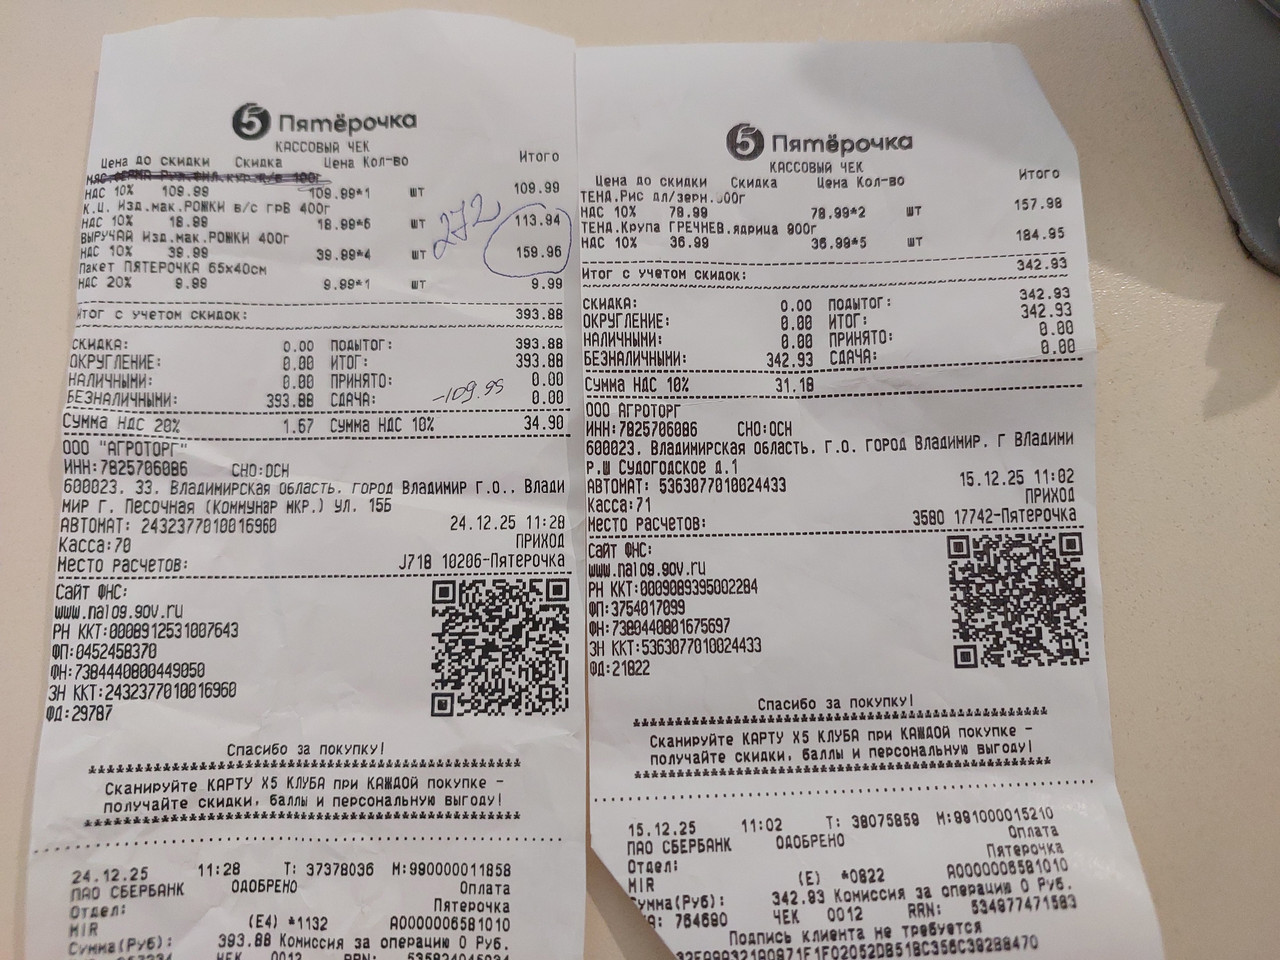 5 Пятёрочка
КАССОВЫЙ ЧЕК
Цена до скидки Скидка Цена Кол-во Итого
НДС 10% 109.99 109.99*1 шт 109.99
К.Ц. Изд.мак.РОЖКИ в/с грВ 400г
НДС 10% 18.99 18.99*6 шт 113.94
ВЫРУЧАЙ Изд.мак.РОЖКИ 400г
НДС 10% 39.99 39.99*4 шт 159.96
272
Пакет ПЯТЕРОЧКА 65х40см
НДС 20% 9.99 9.99*1 шт 9.99
Итог с учетом скидок: 393.88
СКИДКА: 0.00 ПОДЫТОГ: 393.88
ОКРУГЛЕНИЕ: 0.00 ИТОГ: 393.88
НАЛИЧНЫМИ: 0.00 ПРИНЯТО: 0.00
БЕЗНАЛИЧНЫМИ: 393.88 СДАЧА: 0.00
-109.99
Сумма НДС 20% 1.67 Сумма НДС 10% 34.90
ООО "АГРОТОРГ"
ИНН:7825706086 СНО:ОСН
600023, 33, Владимирская область, город Владимир Г.О., Влади
мир г, Песочная (Коммунар мкр.) ул, 15Б
АВТОМАТ: 2432377010016960 24.12.25 11:28
Касса:70 ПРИХОД
Место расчетов: J718 10206-Пятерочка
Сайт ФНС:
www.nalog.gov.ru
РН ККТ:0008912531007643
ФП:0452458370
ФН:7384440800449050
ЗН ККТ:2432377010016960
ФД:29787
Спасибо за покупку!
Сканируйте КАРТУ Х5 КЛУБА при КАЖДОЙ покупке -
получайте скидки, баллы и персональную выгоду!
24.12.25 11:28 Т: 37378036 М:990000011858
ПАО СБЕРБАНК ОДОБРЕНО Оплата
Отдел: Пятерочка
MIR (E4) *1132 A0000006581010
Сумма(Руб): 393.88 Комиссия за операцию 0 Руб.
ЧЕК 0012 RRN:
5 Пятёрочка
КАССОВЫЙ ЧЕК
Цена до скидки Скидка Цена Кол-во Итого
ТЕНД.Рис дл/зерн.
НДС 10% 78.99 78.99*2 шт 157.98
ТЕНД.Крупа ГРЕЧНЕВ.ядрица 900г
НДС 10% 36.99 36.99*5 шт 184.95
Итог с учетом скидок: 342.93
СКИДКА: 0.00 ПОДЫТОГ: 342.93
ОКРУГЛЕНИЕ: 0.00 ИТОГ: 342.93
НАЛИЧНЫМИ: 0.00 ПРИНЯТО: 0.00
БЕЗНАЛИЧНЫМИ: 342.93 СДАЧА: 0.00
Сумма НДС 10% 31.18
ООО АГРОТОРГ
ИНН:7825706086 СНО:ОСН
600023, Владимирская область, Г.О. город Владимир, г Владими
р,ш Судогодское д.1
АВТОМАТ: 5363077010024433 15.12.25 11:02
Касса:71 ПРИХОД
Место расчетов: 3580 17742-Пятерочка
Сайт ФНС:
www.nalog.gov.ru
РН ККТ:0009089395002284
ФП:3754017099
ФН:7380440801675697
ЗН ККТ:5363077010024433
ФД:21822
Спасибо за покупку!
Сканируйте КАРТУ Х5 КЛУБА при КАЖДОЙ покупке -
получайте скидки, баллы и персональную выгоду!
15.12.25 11:02 Т: 38075859 М:991000015210
ПАО СБЕРБАНК ОДОБРЕНО Оплата
Отдел: Пятерочка
MIR (E) *0822 A0000006581010
Сумма(Руб): 342.93 Комиссия за операцию 0 Руб.
764690 ЧЕК 0012 RRN: 534977471583
Подпись клиента не требуется